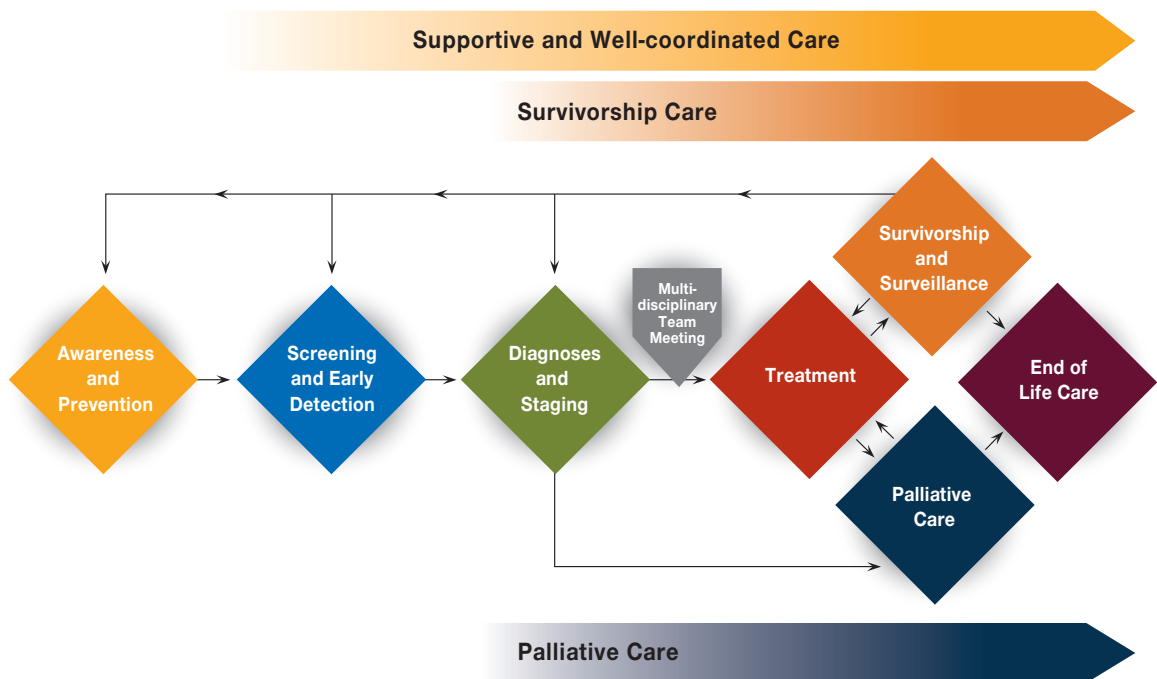 Supportive and Well-coordinated Care
Survivorship Care
Survivorship
and
Surveillance
Multi-
disciplinary
Team
Meeting
Awareness
and
Prevention
Screening
and Early
Detection
Diagnoses
and
Staging
Treatment
End of
Life Care
Palliative
Care
Palliative Care